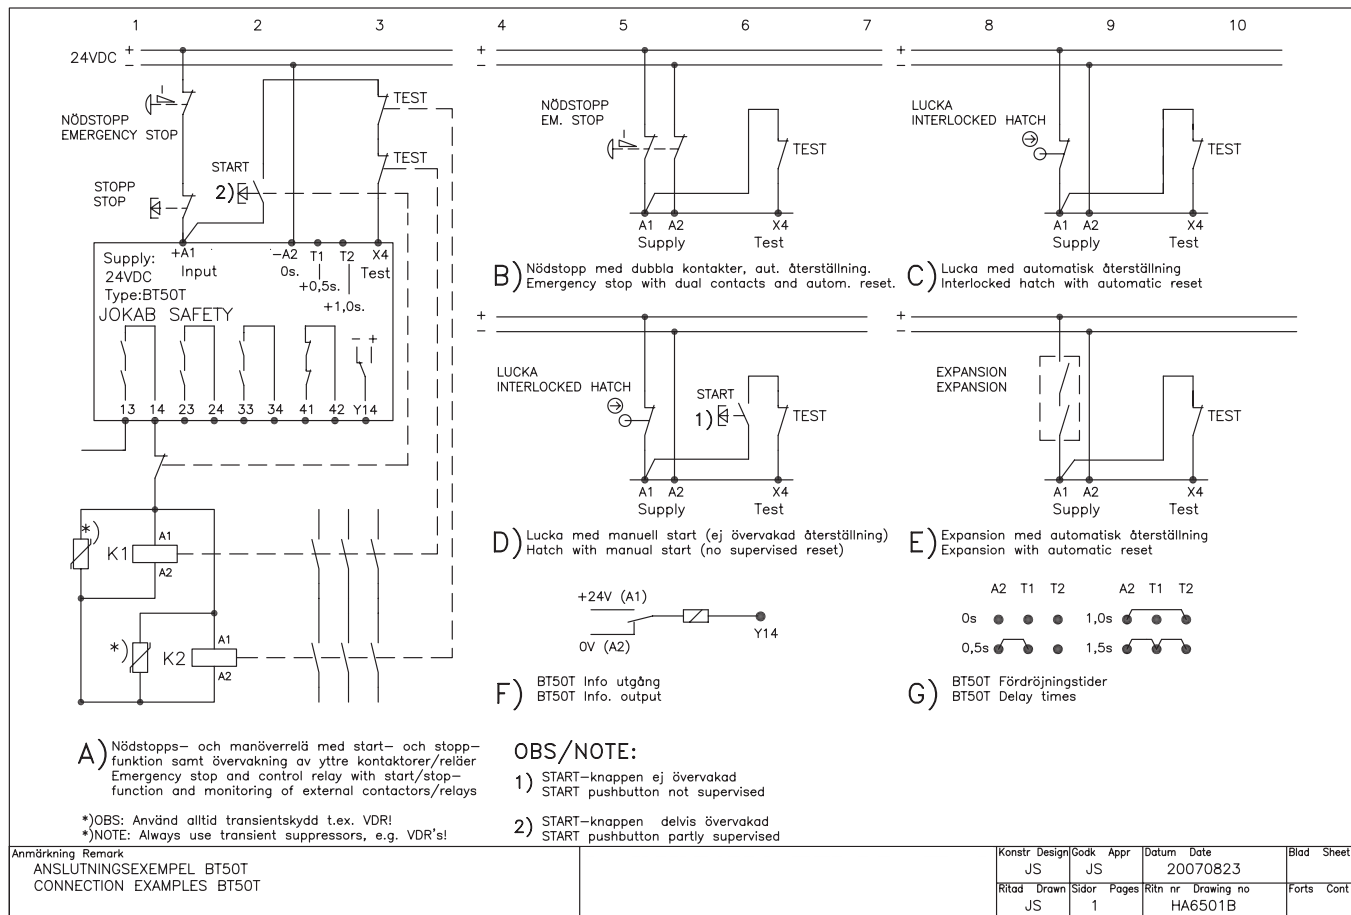 1 2 3 4 5 6 7 8 9 10
24VDC + −
NÖDSTOPP
EMERGENCY STOP
STOPP
STOP
START
2)
TEST
TEST
Supply:
24VDC
Type:BT50T
JOKAB SAFETY
+A1
Input
−A2 T1 T2 X4
0s.
+0,5s.
+1,0s.
Test
− +
13 14 23 24 33 34 41 42 Y14
*)
K1
A1
A2
*)
K2
A1
A2
A) Nödstopps− och manöverrelä med start− och stopp−
funktion samt övervakning av yttre kontaktorer/reläer
Emergency stop and control relay with start/stop−
function and monitoring of external contactors/relays
*)OBS: Använd alltid transientskydd t.ex. VDR!
*)NOTE: Always use transient suppressors, e.g. VDR's!
+
−
NÖDSTOPP
EM. STOP
TEST
A1 A2 X4
Supply Test
B) Nödstopp med dubbla kontakter, aut. återställning.
Emergency stop with dual contacts and autom. reset.
+
−
LUCKA
INTERLOCKED HATCH
TEST
A1 A2 X4
Supply Test
C) Lucka med automatisk återställning
Interlocked hatch with automatic reset
+
−
LUCKA
INTERLOCKED HATCH
START
1)
TEST
A1 A2 X4
Supply Test
D) Lucka med manuell start (ej övervakad återställning)
Hatch with manual start (no supervised reset)
+
−
EXPANSION
EXPANSION
TEST
A1 A2 X4
Supply Test
E) Expansion med automatisk återställning
Expansion with automatic reset
+24V (A1)
0V (A2)
Y14
F) BT50T Info utgång
BT50T Info. output
A2 T1 T2 A2 T1 T2
0s 1,0s
0,5s 1,5s
G) BT50T Fördröjningstider
BT50T Delay times
OBS/NOTE:
1) START−knappen ej övervakad
START pushbutton not supervised
2) START−knappen delvis övervakad
START pushbutton partly supervised
Anmärkning Remark
ANSLUTNINGSEXEMPEL BT50T
CONNECTION EXAMPLES BT50T
Konstr Design Godk Appr Datum Date Blad Sheet
JS JS 20070823
Ritad Drawn Sidor Pages Ritn nr Drawing no Forts Cont
JS 1 HA6501B